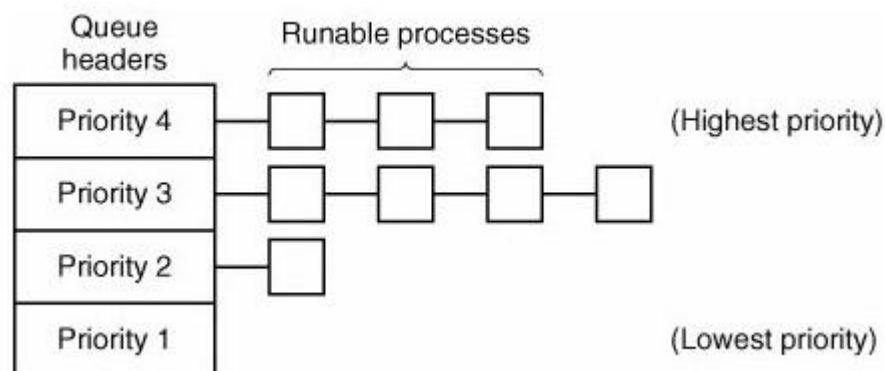 Queue
headers
Runable processes
Priority 4
(Highest priority)
Priority 3
Priority 2
Priority 1
(Lowest priority)